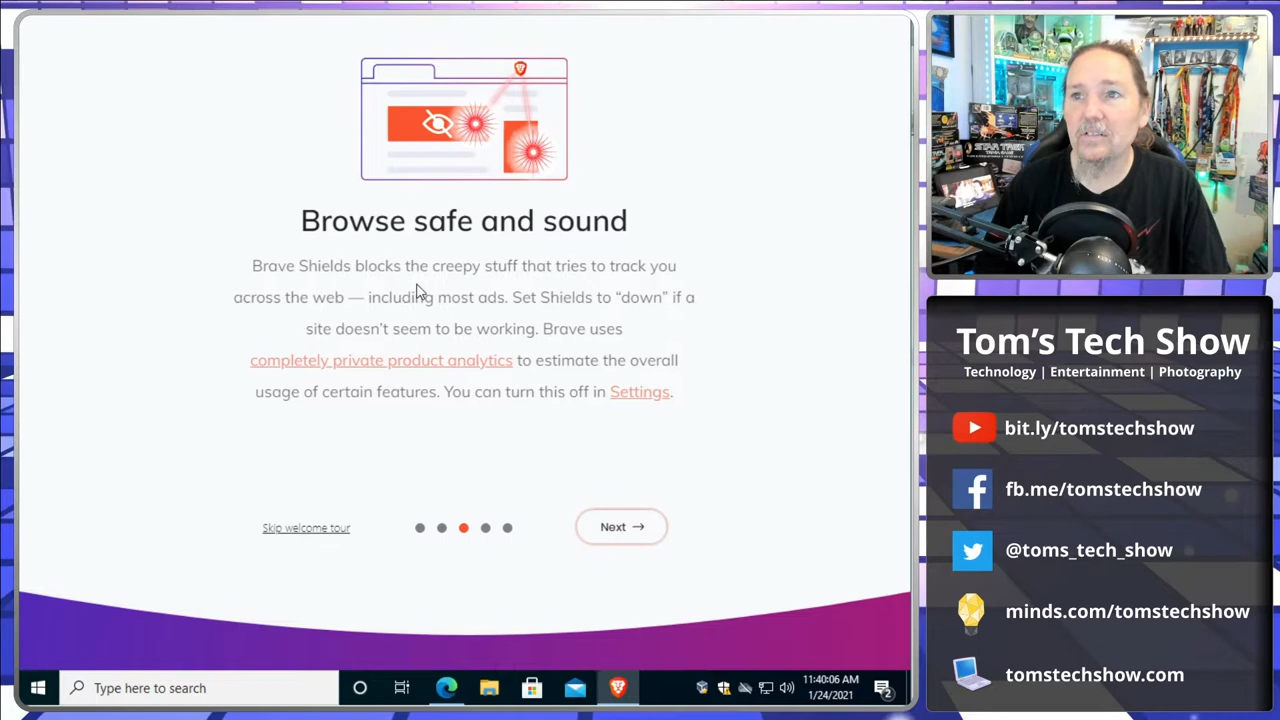 Browse safe and sound
Brave Shields blocks the creepy stuff that tries to track you
across the web — including most ads. Set Shields to “down” if a
site doesn’t seem to be working. Brave uses
completely private product analytics to estimate the overall
usage of certain features. You can turn this off in Settings.
Skip welcome tour
Next →
Type here to search
11:40:06 AM
1/24/2021
2
STAR TREK
Tom’s Tech Show
Technology | Entertainment | Photography
bit.ly/tomstechshow
fb.me/tomstechshow
@toms_tech_show
minds.com/tomstechshow
tomstechshow.com